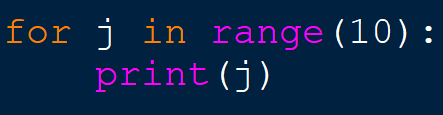 for j in range(10):
    print(j)